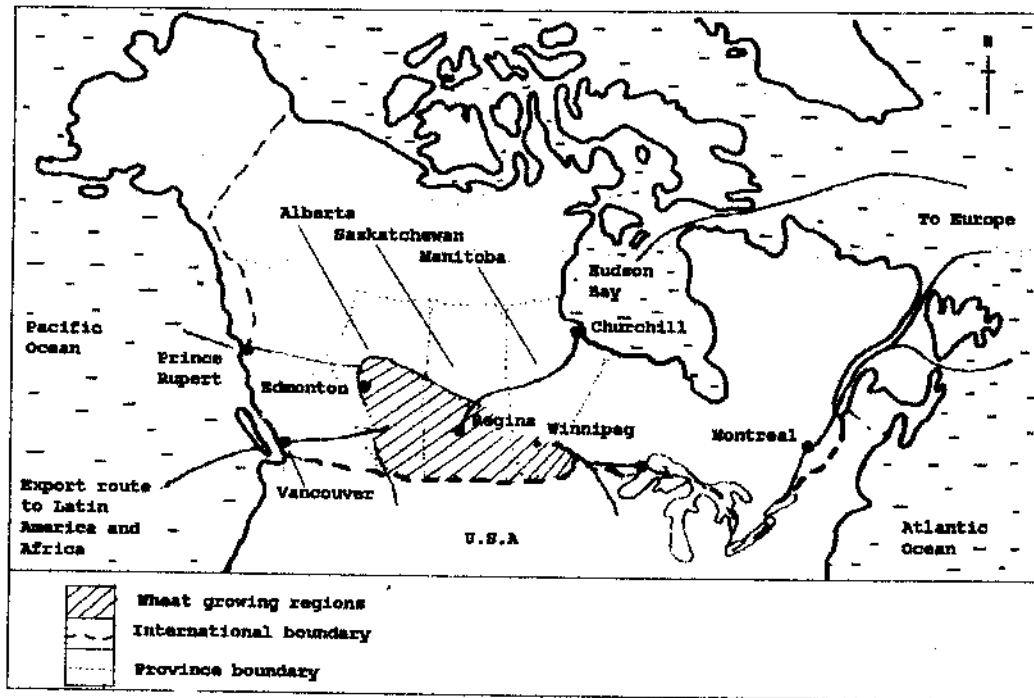 N
Alberta
Saskatchewan
Manitoba
To Europe
Hudson
Bay
Pacific
Ocean
Churchill
Prince
Rupert
Edmonton
Regina
Winnipag
Montreal
Export route
to Latin
America and
Africa
Vancouver
U.S.A
Atlantic
Ocean
Wheat growing regions
International boundary
Province boundary